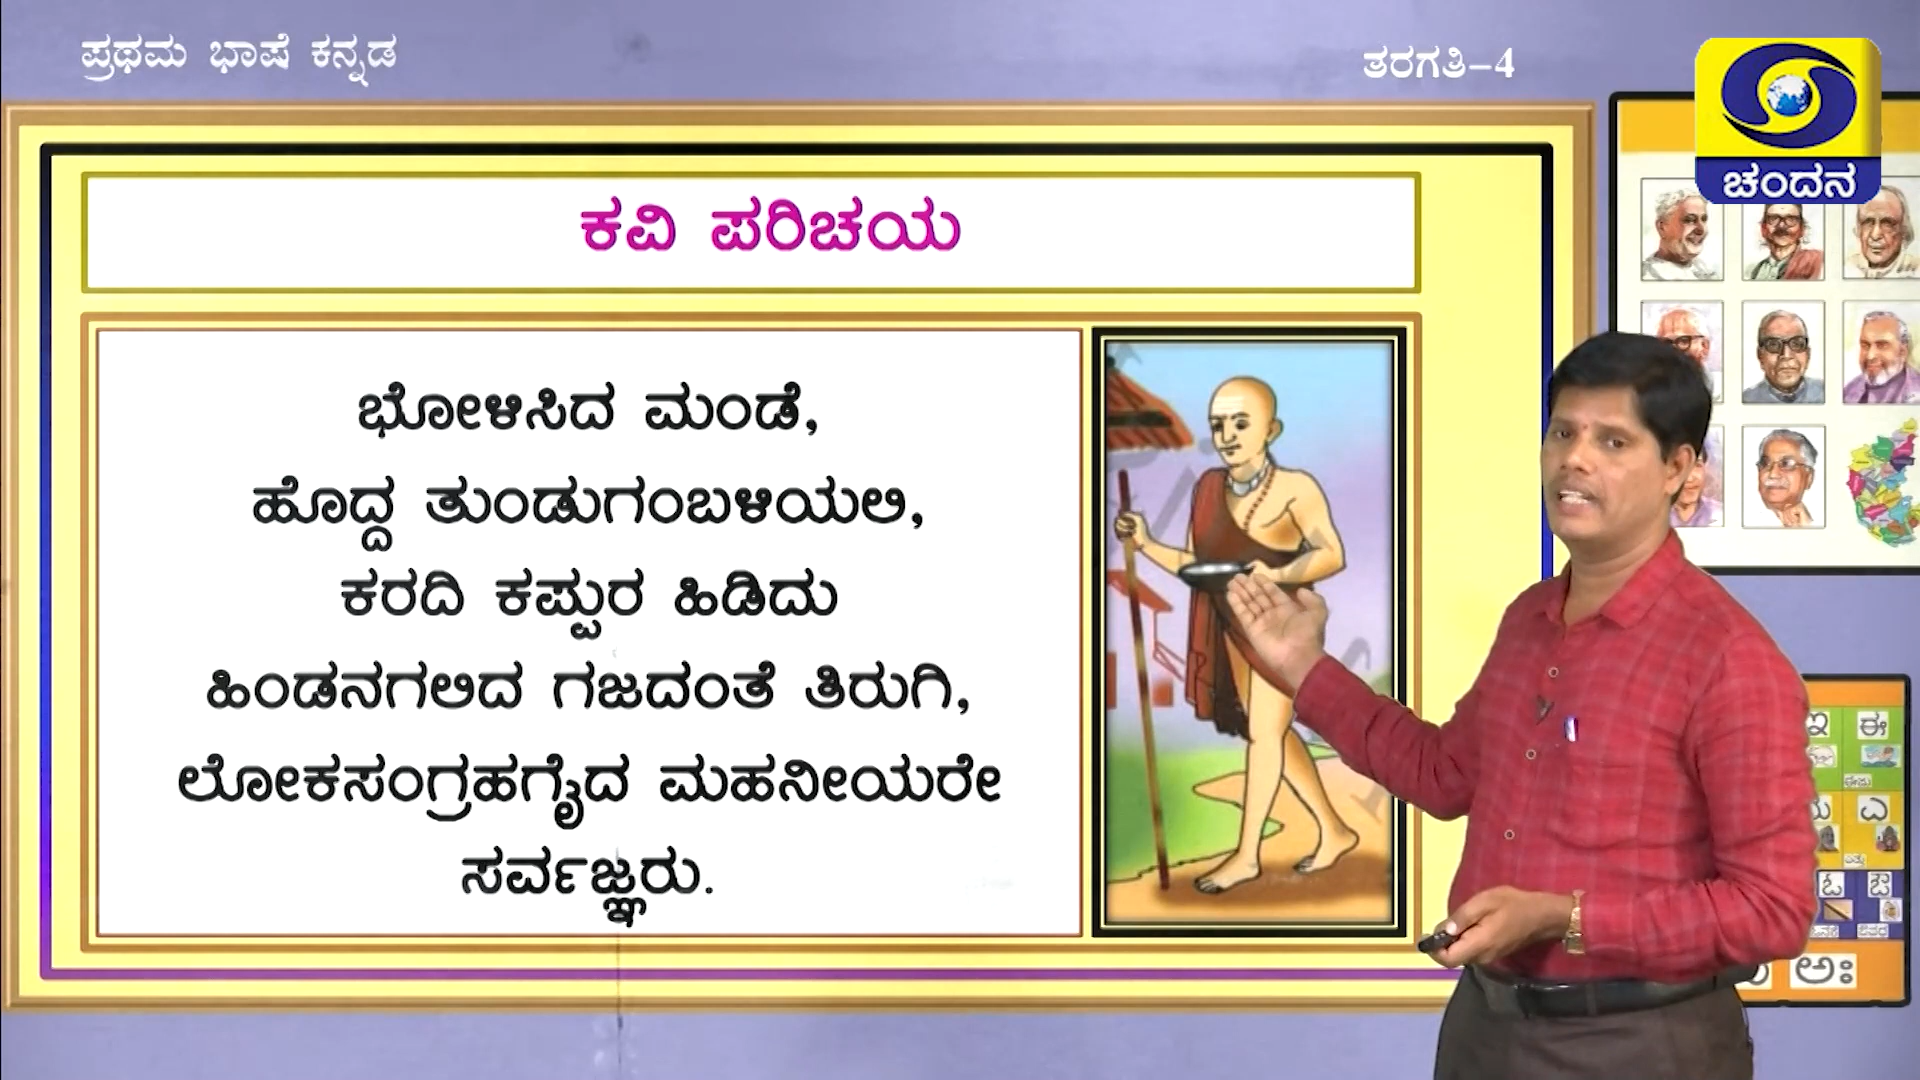 ಪ್ರಥಮ ಭಾಷೆ ಕನ್ನಡ
ತರಗತಿ-4
ಚಂದನ
ಕವಿ ಪರಿಚಯ
ಭೋಳಿಸಿದ ಮಂಡೆ,
ಹೊದ್ದ ತುಂಡುಗಂಬಳಿಯಲಿ,
ಕರದಿ ಕಪ್ಪುರ ಹಿಡಿದು
ಹಿಂಡನಗಲಿದ ಗಜದಂತೆ ತಿರುಗಿ,
ಲೋಕಸಂಗ್ರಹಗೈದ ಮಹನೀಯರೇ
ಸರ್ವಜ್ಞರು.
ಇ ಈ
ಎ
ಓ ಔ
ಅಃ